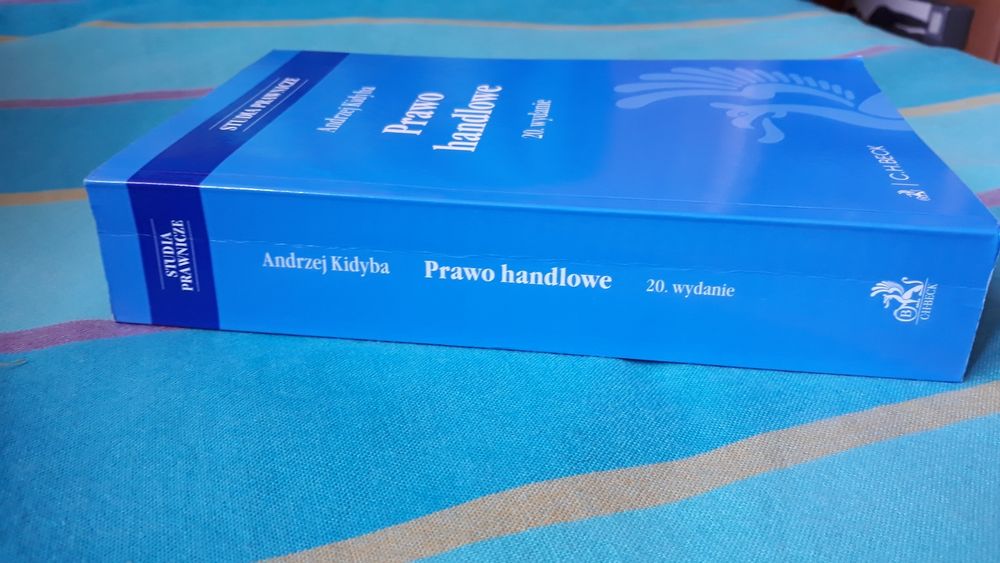 STUDIA PRAWNICZE
Andrzej Kidyba
Prawo
handlowe
20. wydanie
C.H.BECK
STUDIA
PRAWNICZE
Andrzej Kidyba
Prawo handlowe
20. wydanie
B
C.H.BECK